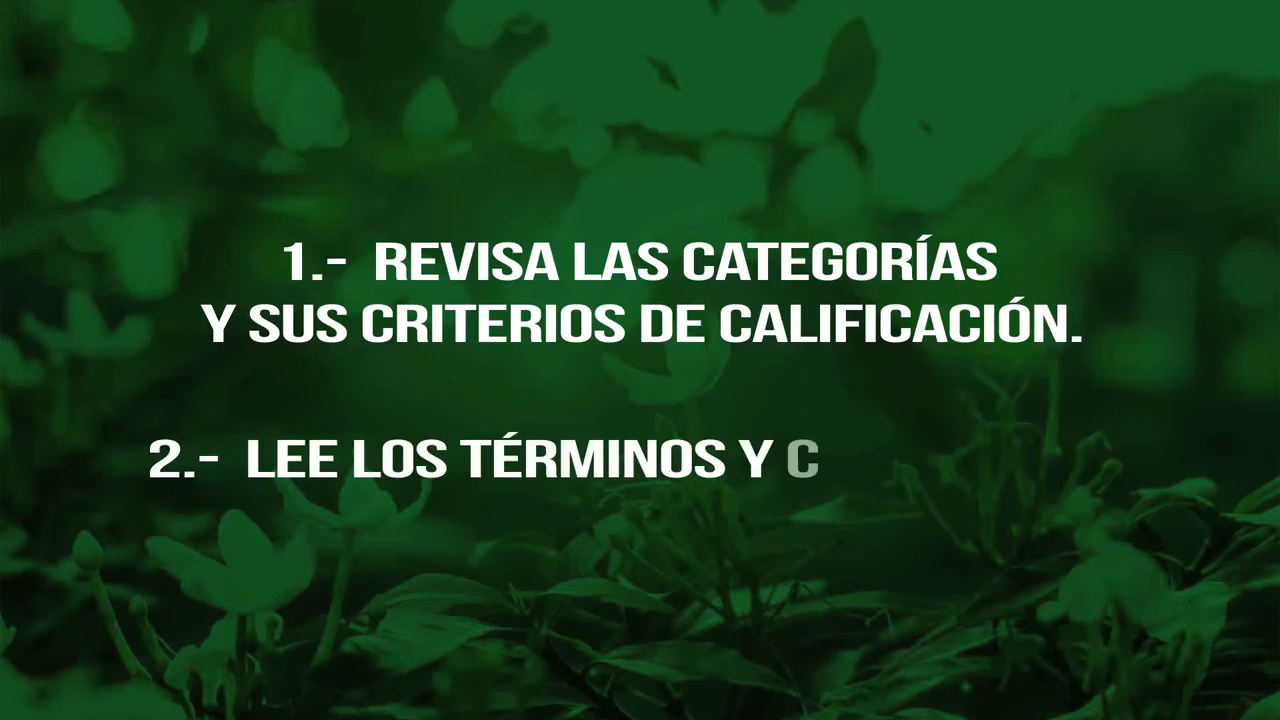 1.- REVISA LAS CATEGORÍAS
Y SUS CRITERIOS DE CALIFICACIÓN.
2.- LEE LOS TÉRMINOS Y C